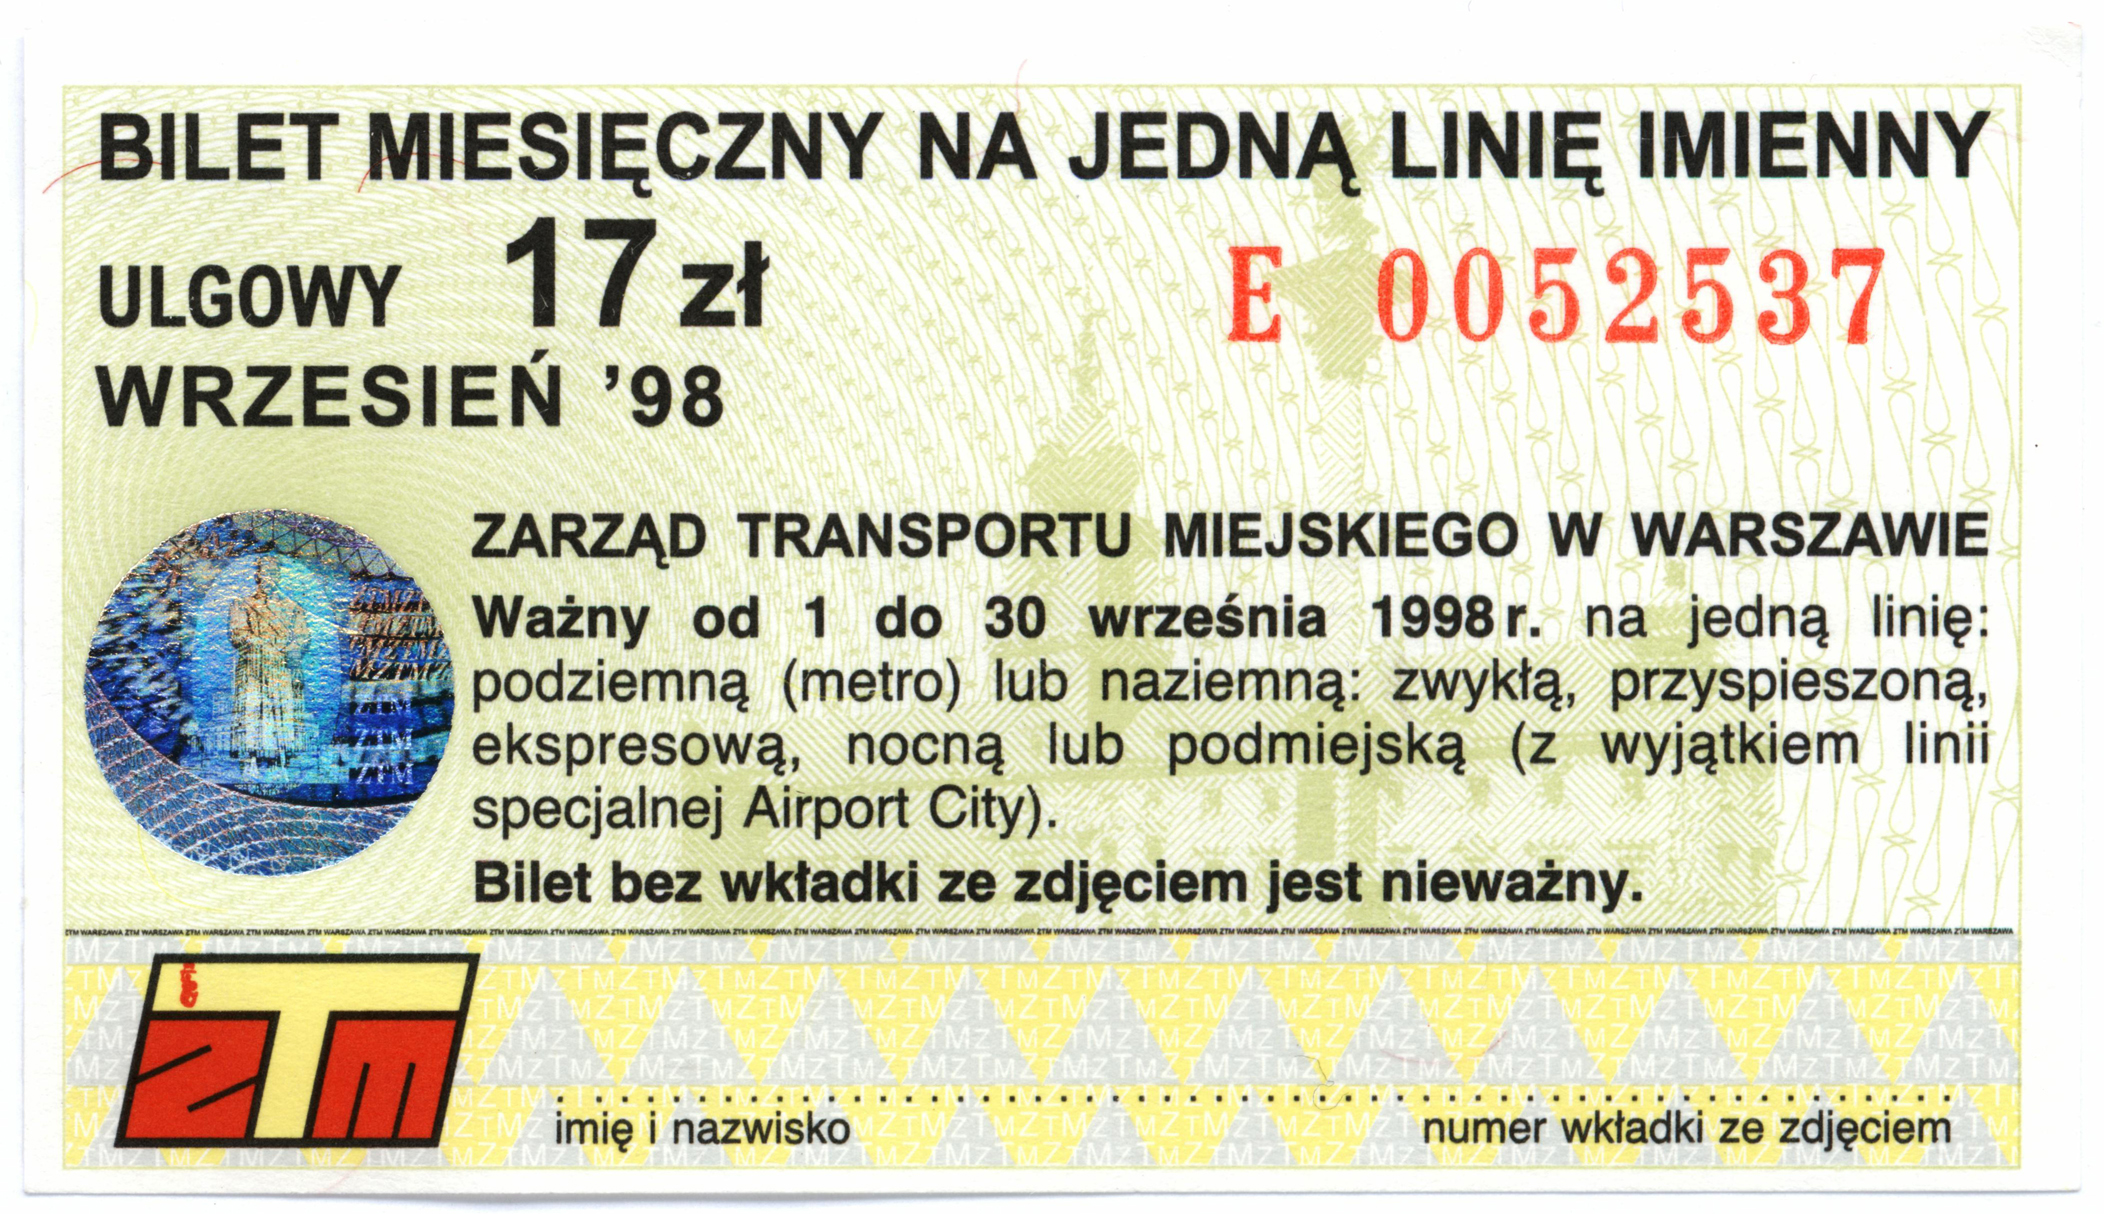 BILET MIESIĘCZNY NA JEDNĄ LINIĘ IMIENNY
ULGOWY 17 zł
E 0052537
WRZESIEŃ ’98
ZARZĄD TRANSPORTU MIEJSKIEGO W WARSZAWIE
Ważny od 1 do 30 września 1998 r. na jedną linię:
podziemną (metro) lub naziemną: zwykłą, przyspieszoną,
ekspresową, nocną lub podmiejską (z wyjątkiem linii
specjalnej Airport City).
Bilet bez wkładki ze zdjęciem jest nieważny.
ZTM
imię i nazwisko
numer wkładki ze zdjęciem